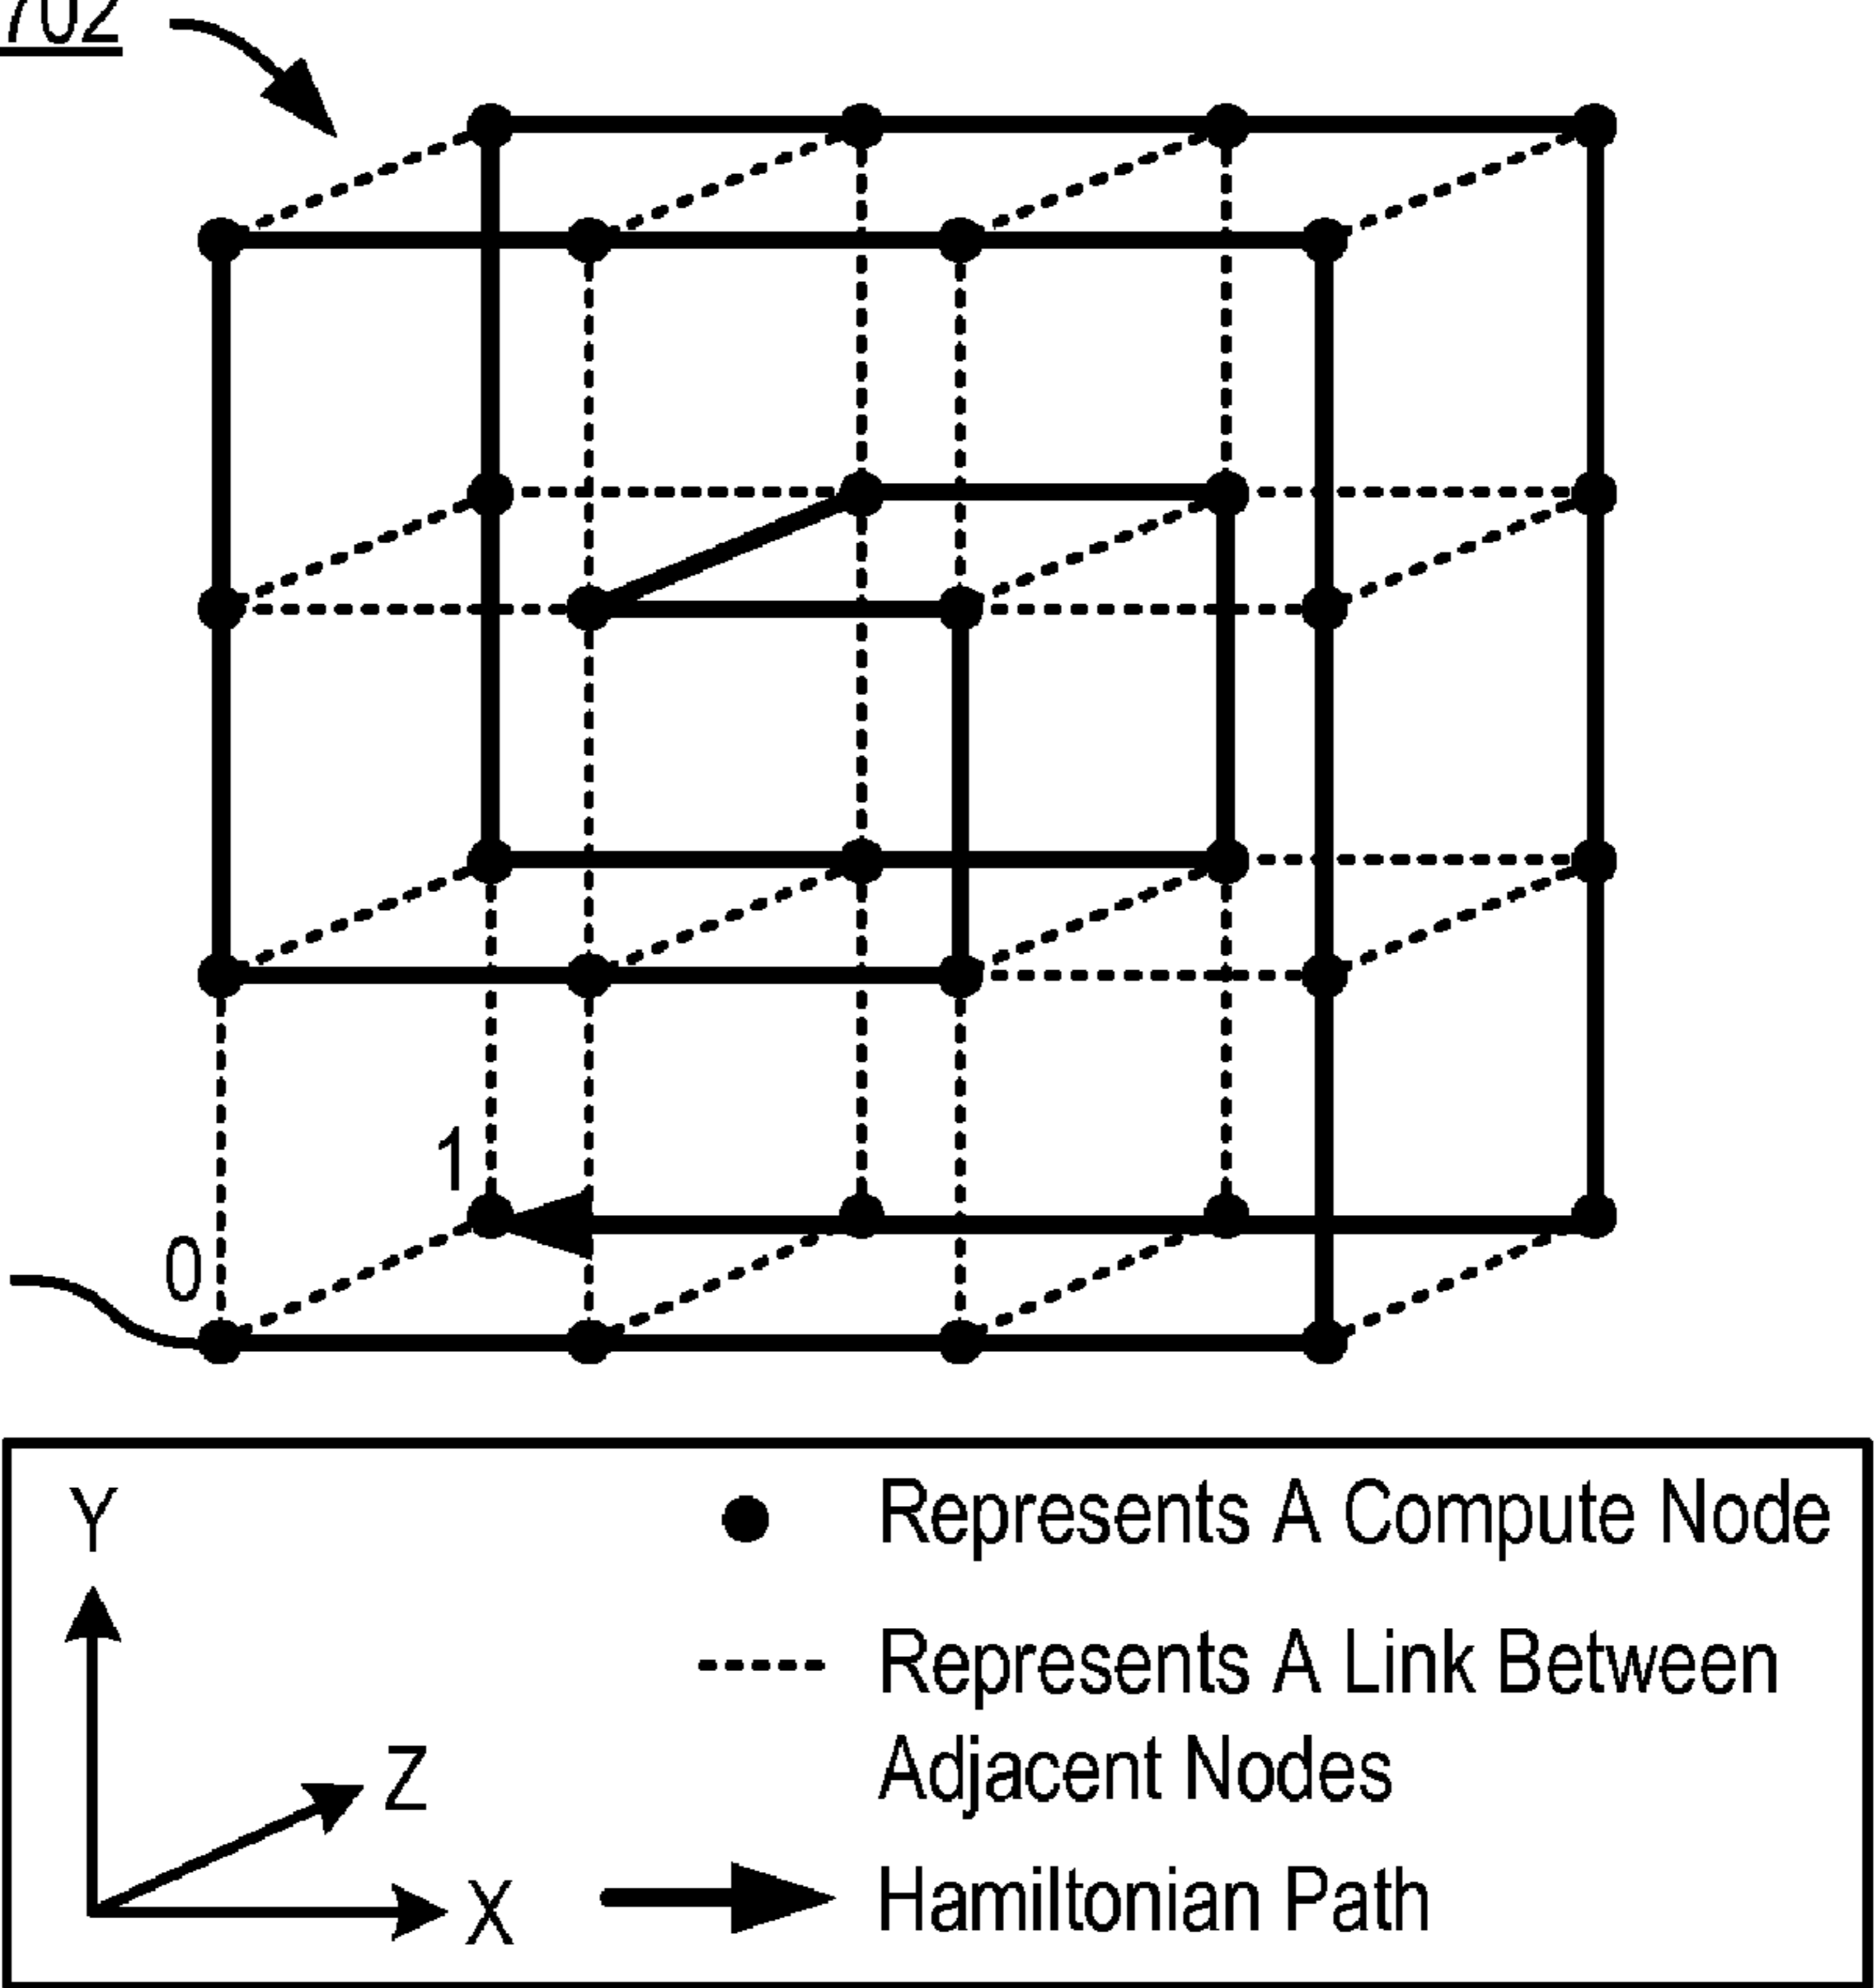 702
1
0
Y
Z
X
Represents A Compute Node
Represents A Link Between
Adjacent Nodes
Hamiltonian Path